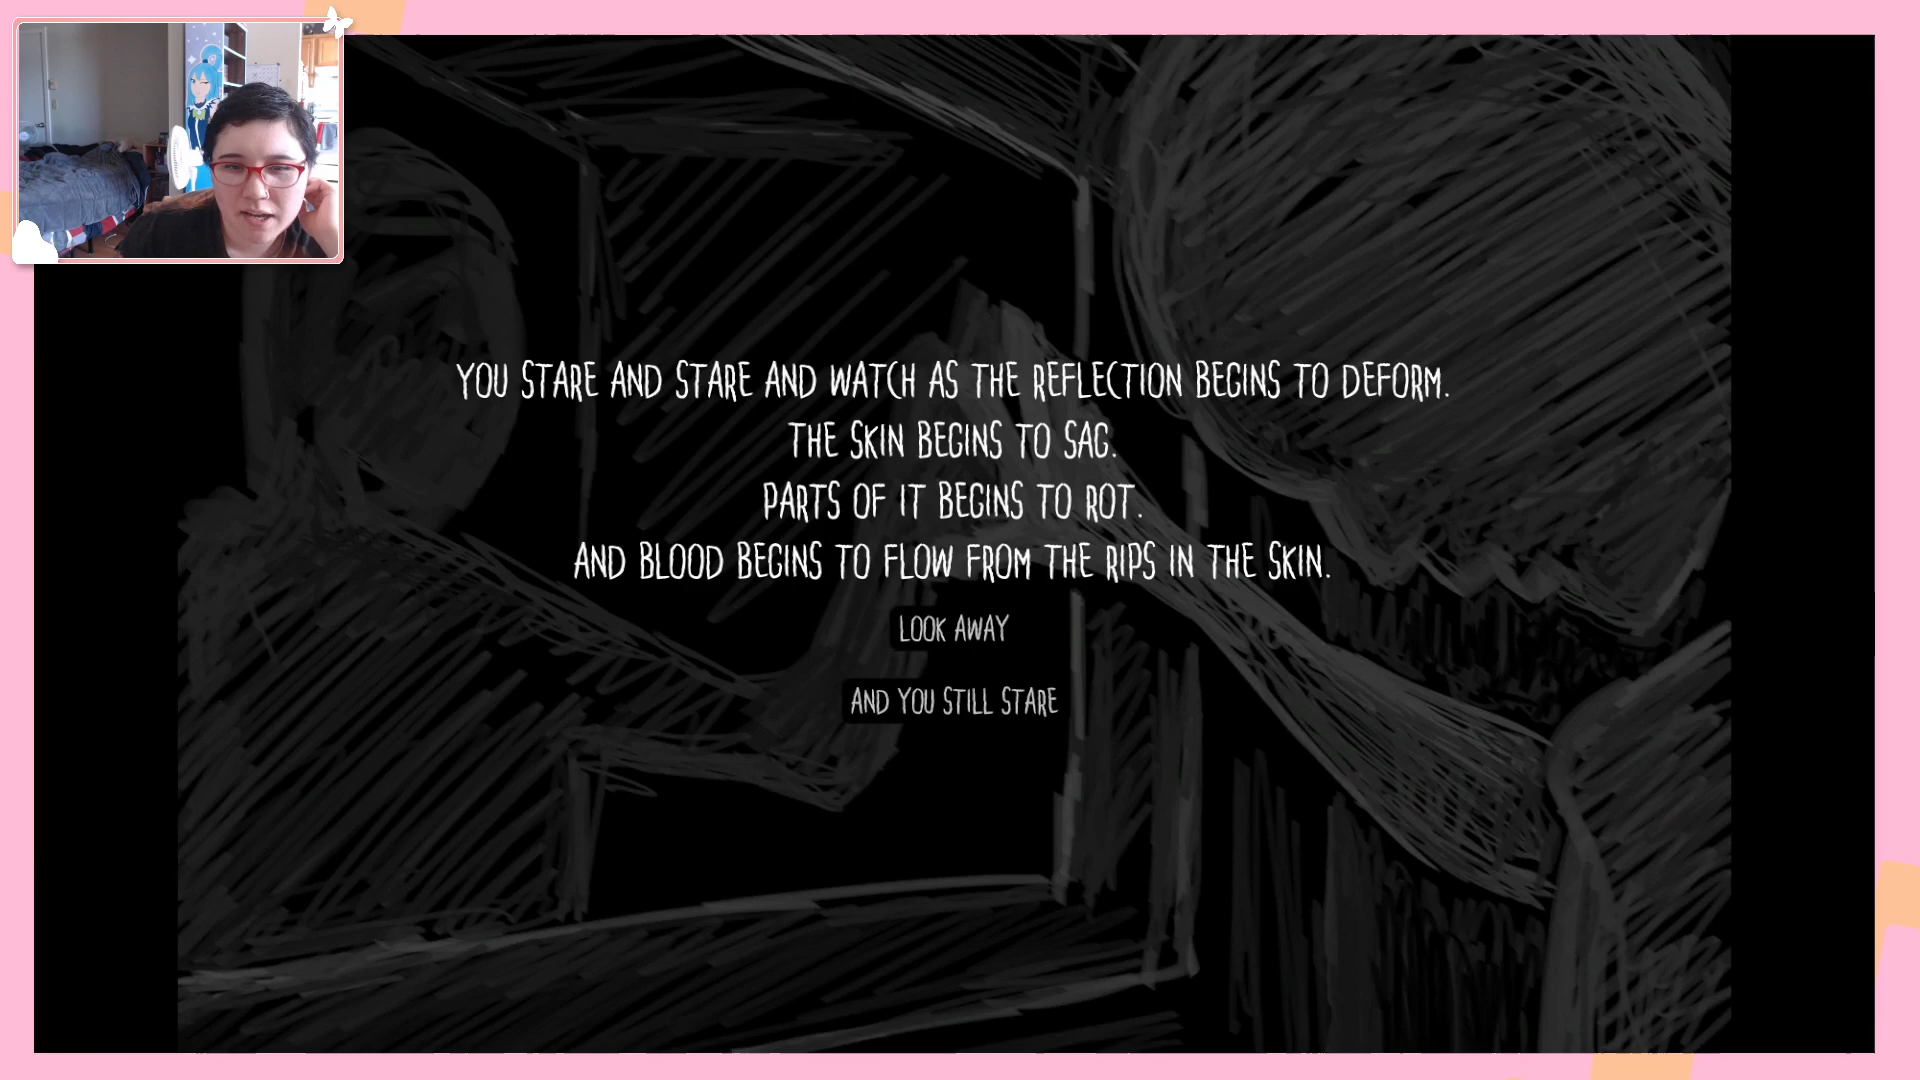 YOU STARE AND STARE AND WATCH AS THE REFLECTION BEGINS TO DEFORM.
THE SKIN BEGINS TO SAG.
PARTS OF IT BEGINS TO ROT.
AND BLOOD BEGINS TO FLOW FROM THE RIPS IN THE SKIN.
LOOK AWAY
AND YOU STILL STARE